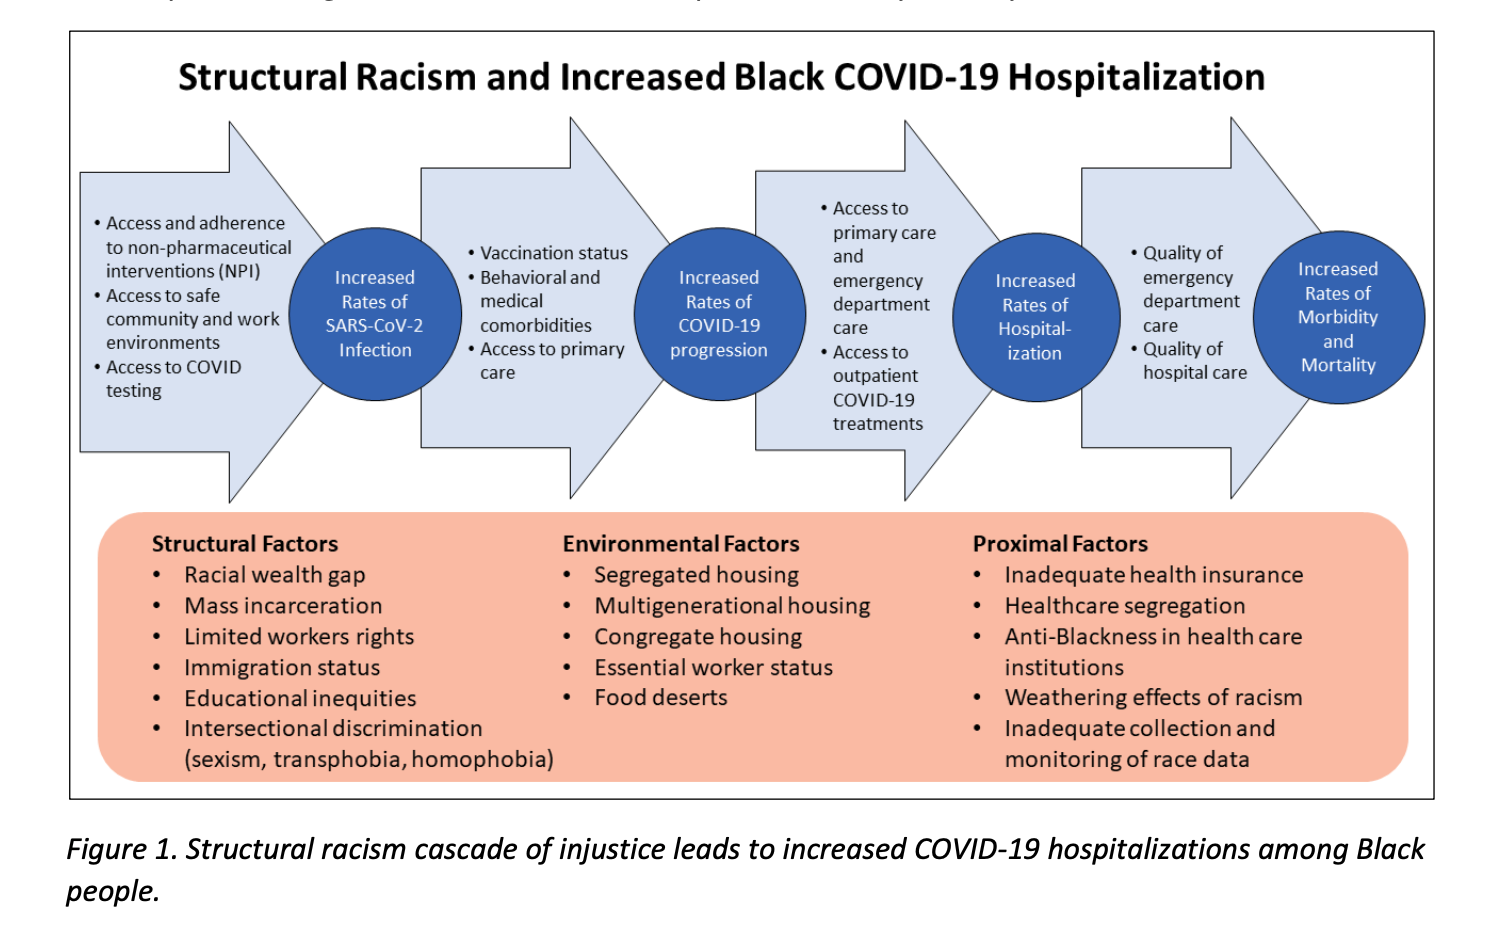 Structural Racism and Increased Black COVID-19 Hospitalization
• Access and adherence
to non-pharmaceutical
interventions (NPI)
• Access to safe
community and work
environments
• Access to COVID
testing
Increased
Rates of
SARS-CoV-2
Infection
• Vaccination status
• Behavioral and
medical
comorbidities
• Access to primary
care
Increased
Rates of
COVID-19
progression
• Access to
primary care
and
emergency
department
care
• Access to
outpatient
COVID-19
treatments
Increased
Rates of
Hospital-
ization
• Quality of
emergency
department
care
• Quality of
hospital care
Increased
Rates of
Morbidity
and
Mortality
Structural Factors
• Racial wealth gap
• Mass incarceration
• Limited workers rights
• Immigration status
• Educational inequities
• Intersectional discrimination
(sexism, transphobia, homophobia)
Environmental Factors
• Segregated housing
• Multigenerational housing
• Congregate housing
• Essential worker status
• Food deserts
Proximal Factors
• Inadequate health insurance
• Healthcare segregation
• Anti-Blackness in health care
institutions
• Weathering effects of racism
• Inadequate collection and
monitoring of race data
Figure 1. Structural racism cascade of injustice leads to increased COVID-19 hospitalizations among Black
people.